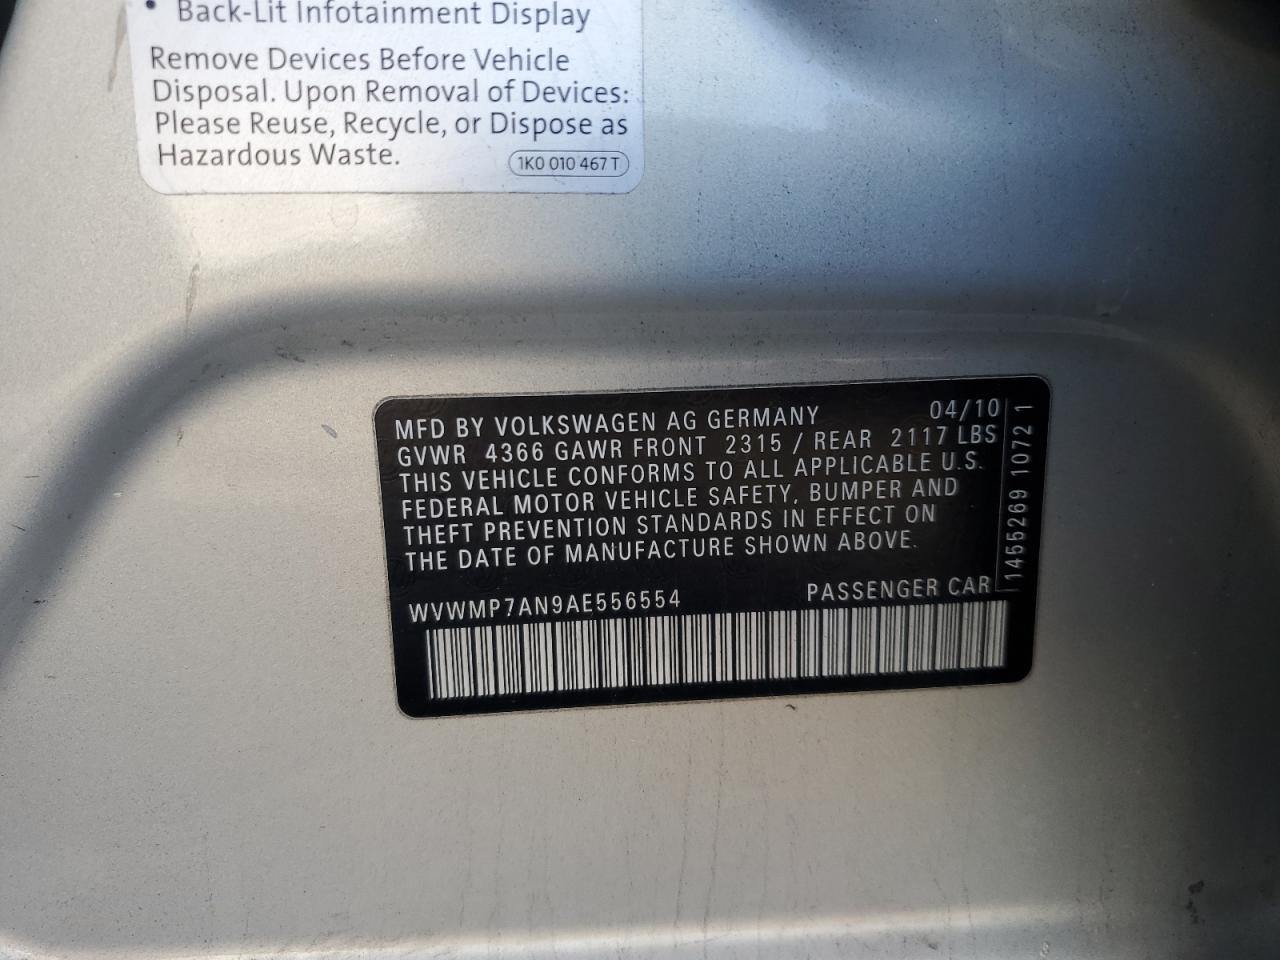 • Back-Lit Infotainment Display
Remove Devices Before Vehicle
Disposal. Upon Removal of Devices:
Please Reuse, Recycle, or Dispose as
Hazardous Waste.
1K0 010 467 T
MFD BY VOLKSWAGEN AG GERMANY 04/10
GVWR 4366 GAWR FRONT 2315 / REAR 2117 LBS
THIS VEHICLE CONFORMS TO ALL APPLICABLE U.S.
FEDERAL MOTOR VEHICLE SAFETY, BUMPER AND
THEFT PREVENTION STANDARDS IN EFFECT ON
THE DATE OF MANUFACTURE SHOWN ABOVE.
WVWMP7AN9AE556554 PASSENGER CAR
1455269 1072 1